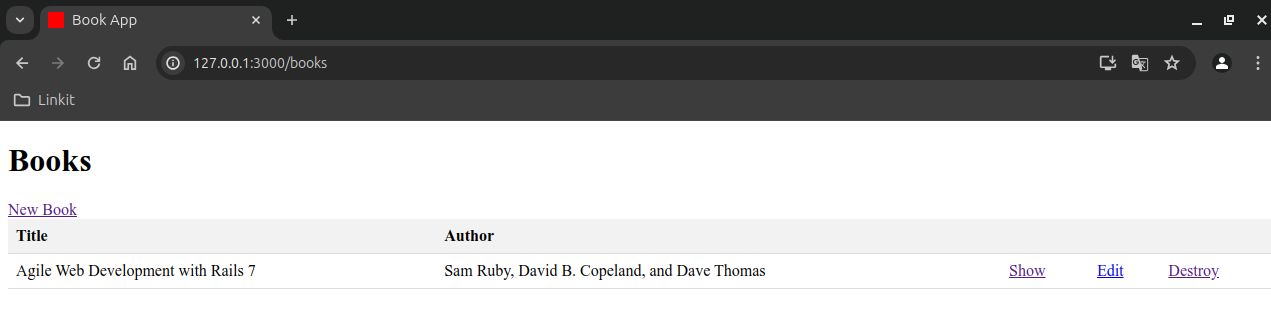 Book App
127.0.0.1:3000/books
Linkit
Books
New Book
Title Author
Agile Web Development with Rails 7 Sam Ruby, David B. Copeland, and Dave Thomas Show Edit Destroy